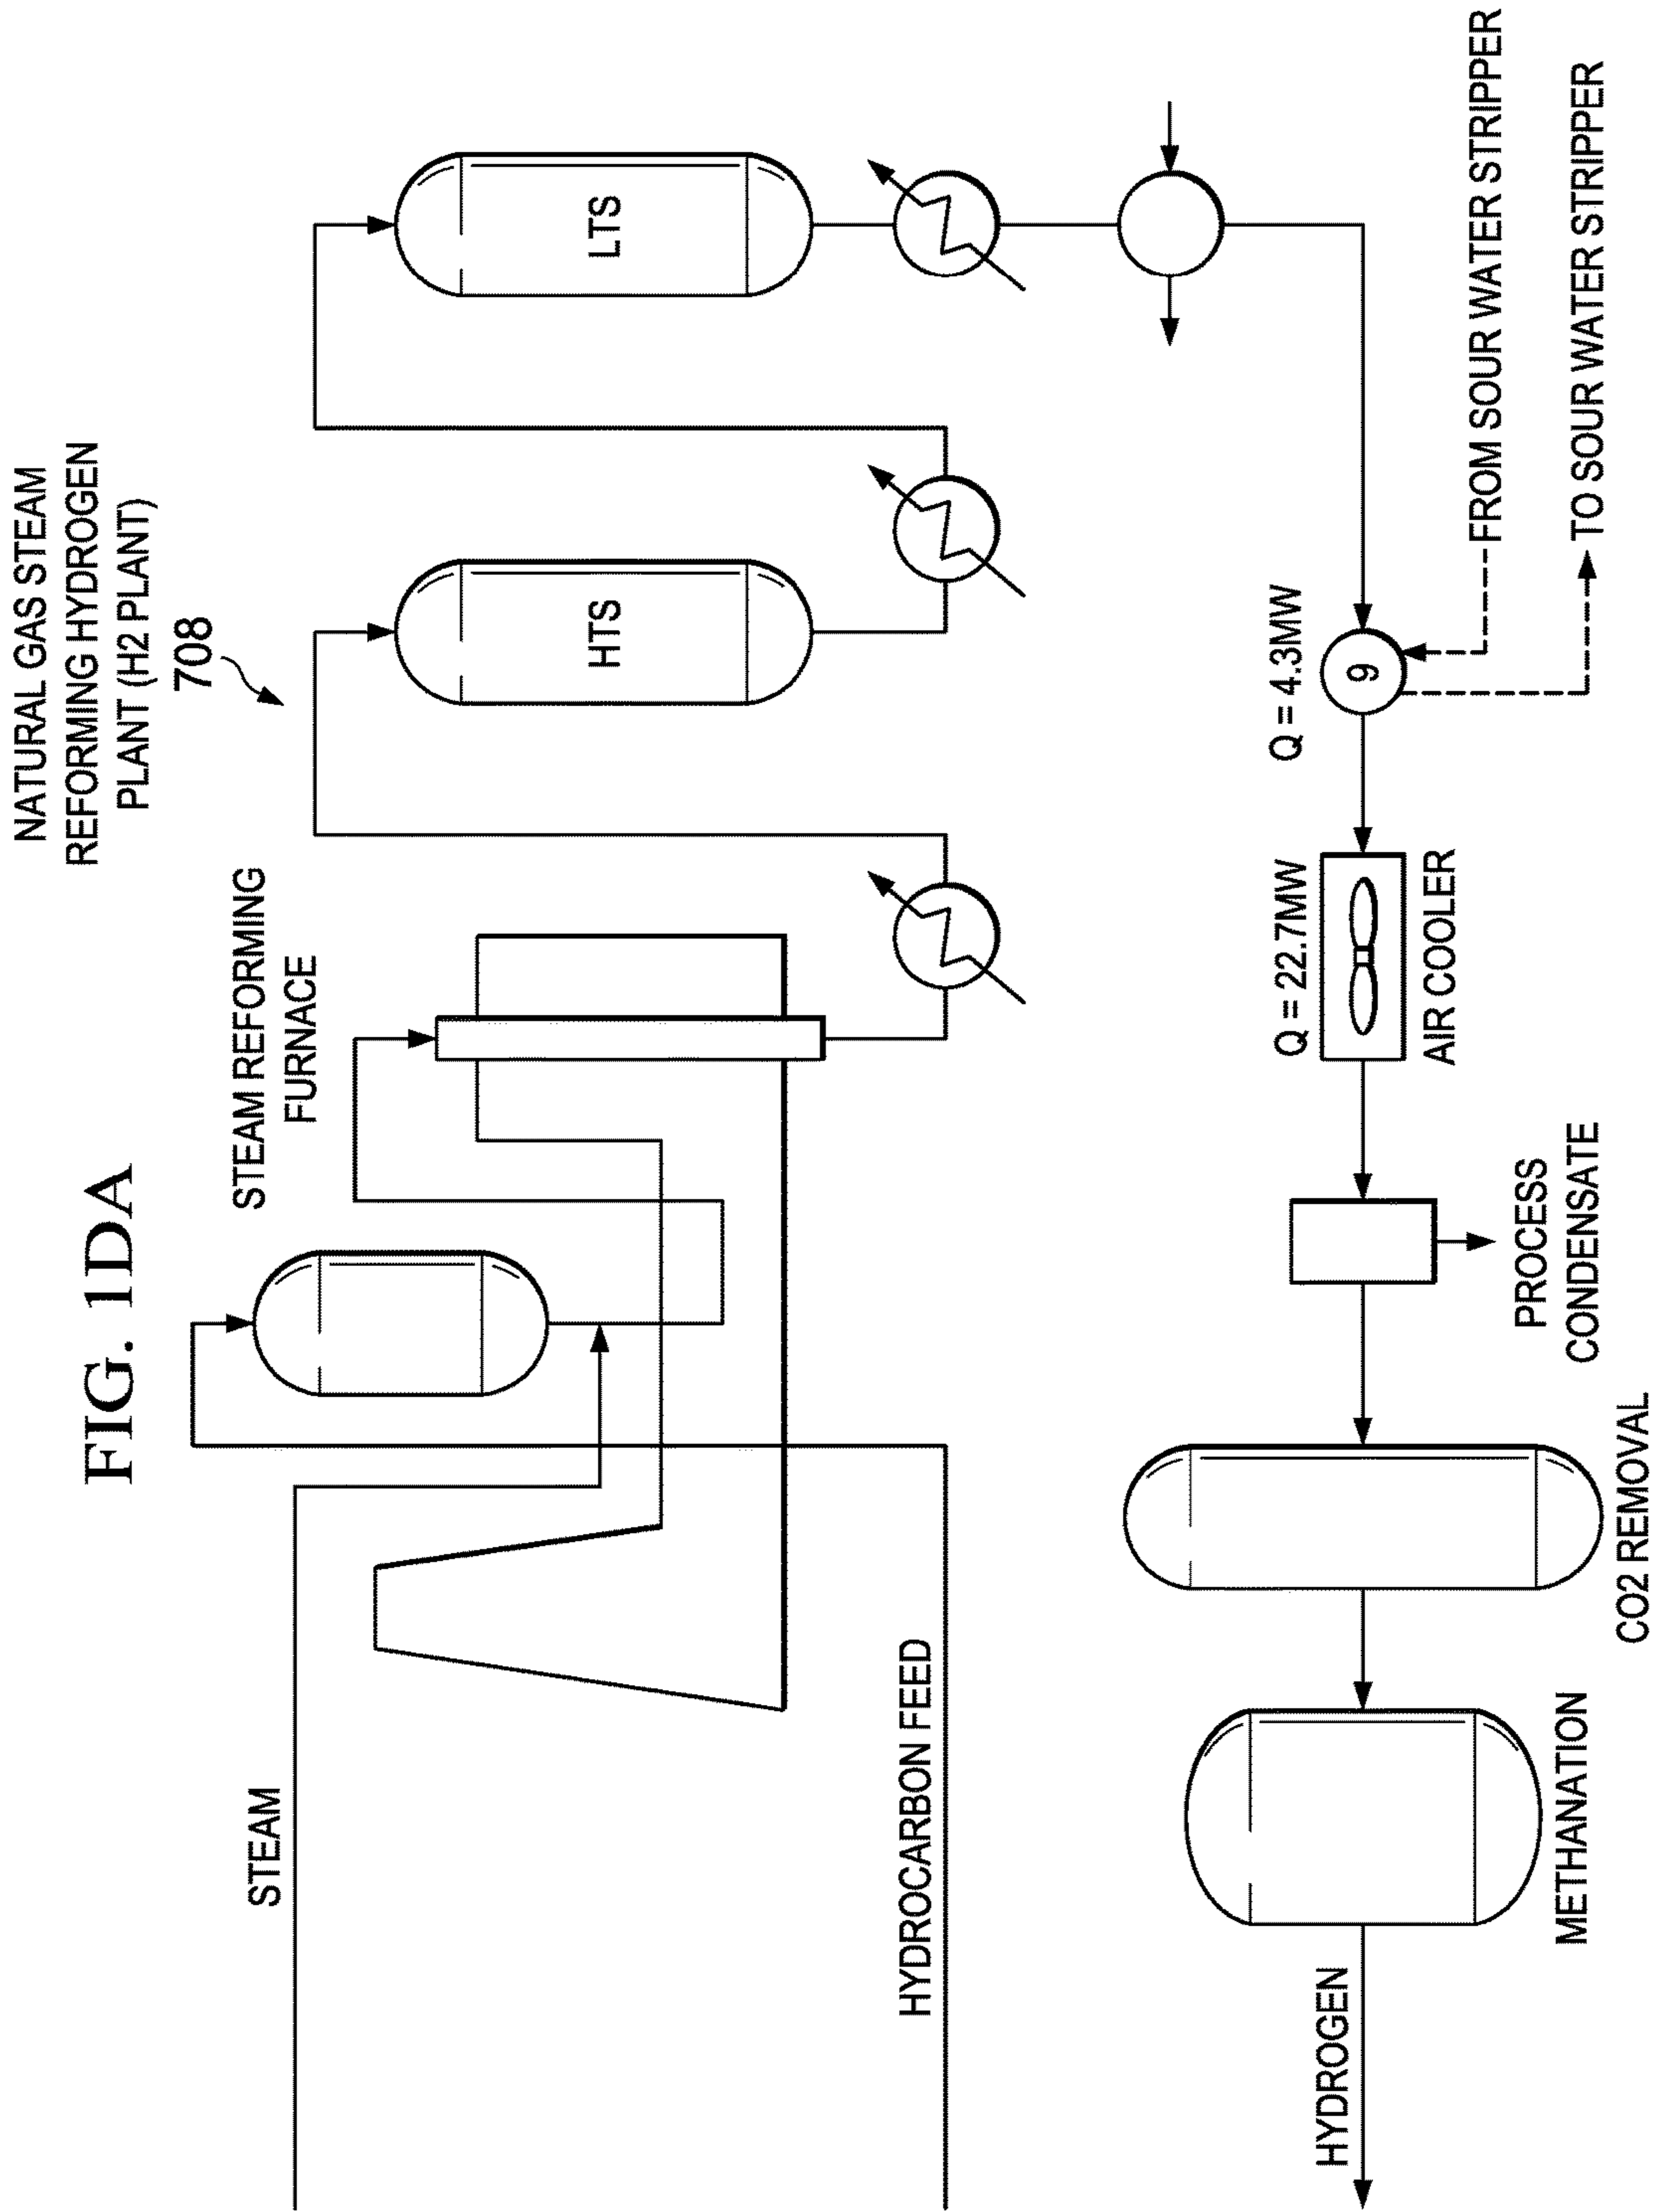 FIG. 1DA
NATURAL GAS STEAM
REFORMING HYDROGEN
PLANT (H2 PLANT)
708
STEAM REFORMING
FURNACE
STEAM
HTS
LTS
HYDROCARBON FEED
Q = 22.7MW
Q = 4.3MW
HYDROGEN
9
AIR COOLER
FROM SOUR WATER STRIPPER
METHANATION
PROCESS
CONDENSATE
TO SOUR WATER STRIPPER
CO2 REMOVAL